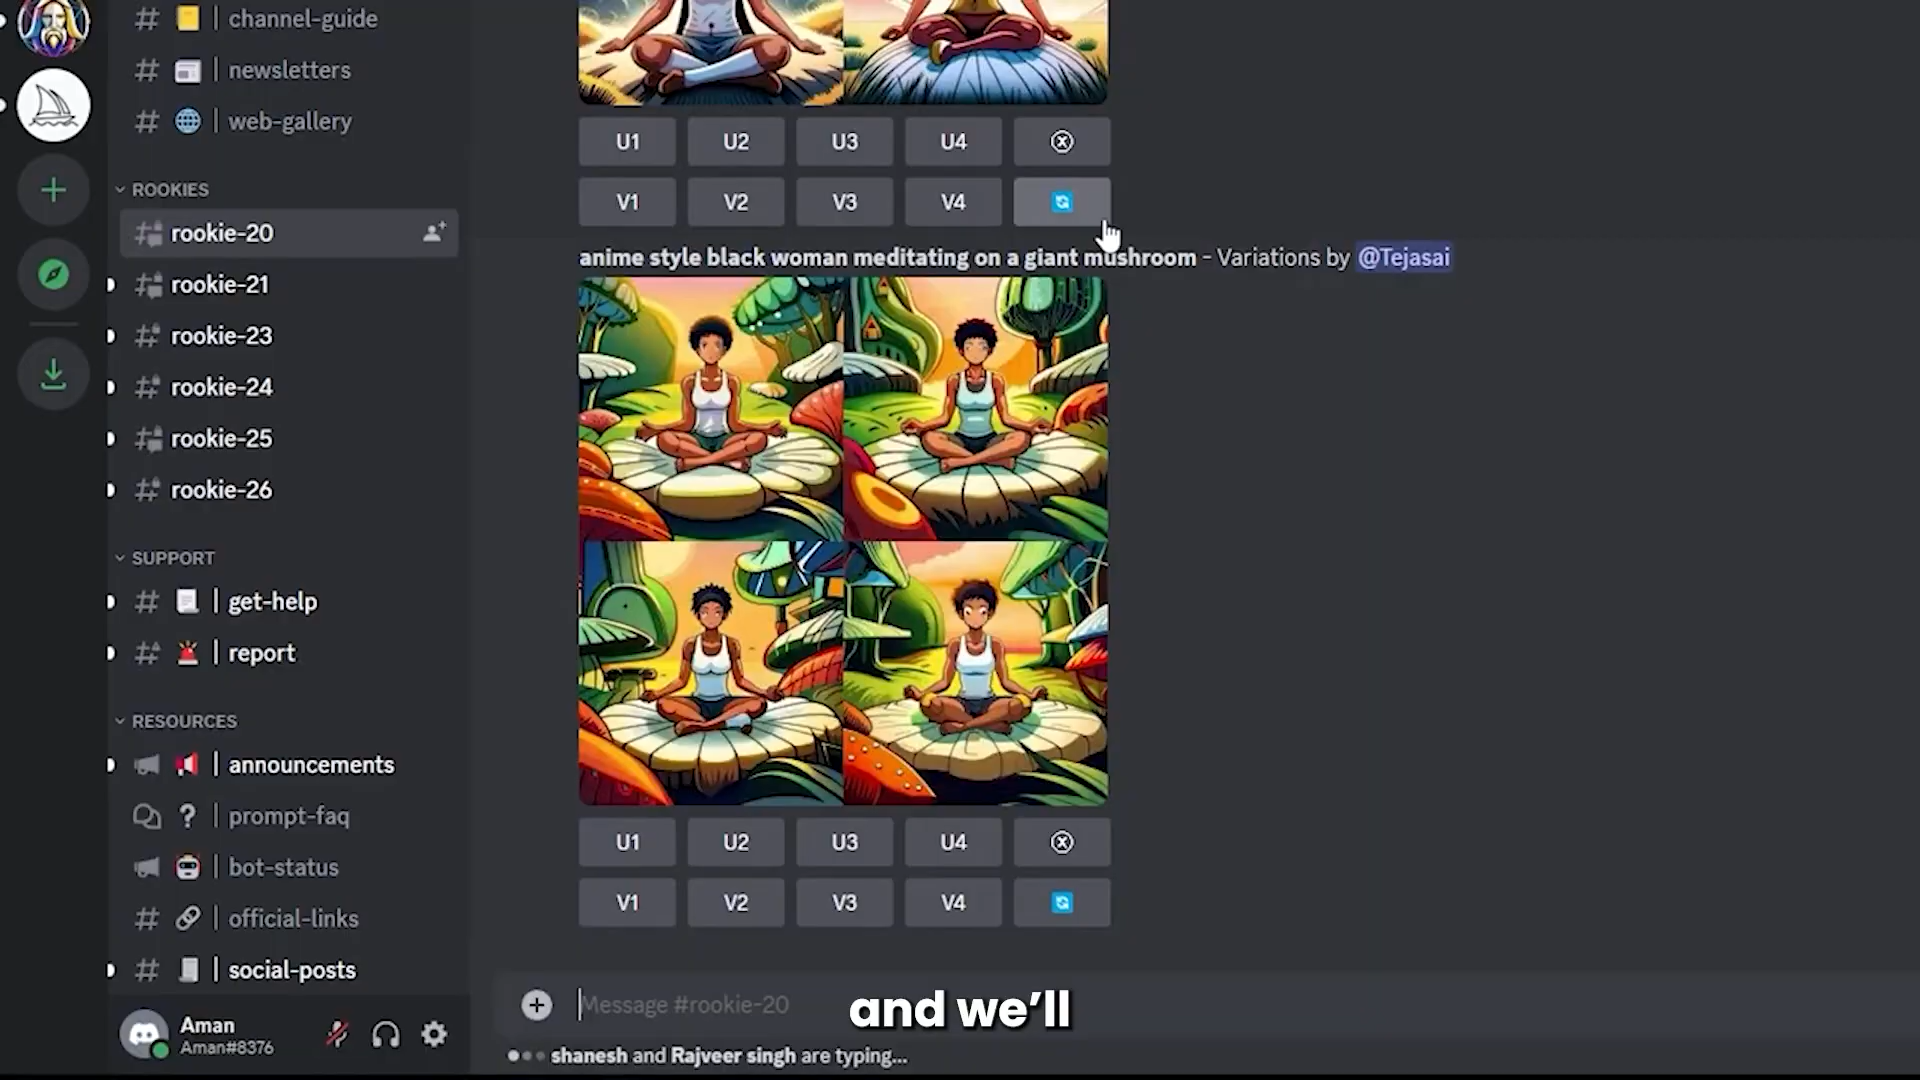 channel-guide
newsletters
web-gallery
ROOKIES
rookie-20
rookie-21
rookie-23
rookie-24
rookie-25
rookie-26
SUPPORT
get-help
report
RESOURCES
announcements
? prompt-faq
bot-status
official-links
social-posts
Aman
Aman#8376
U1 U2 U3 U4
V1 V2 V3 V4
anime style black woman meditating on a giant mushroom - Variations by @Tejasai
U1 U2 U3 U4
V1 V2 V3 V4
Message #rookie-20
and we'll
shanesh and Rajveer singh are typing...